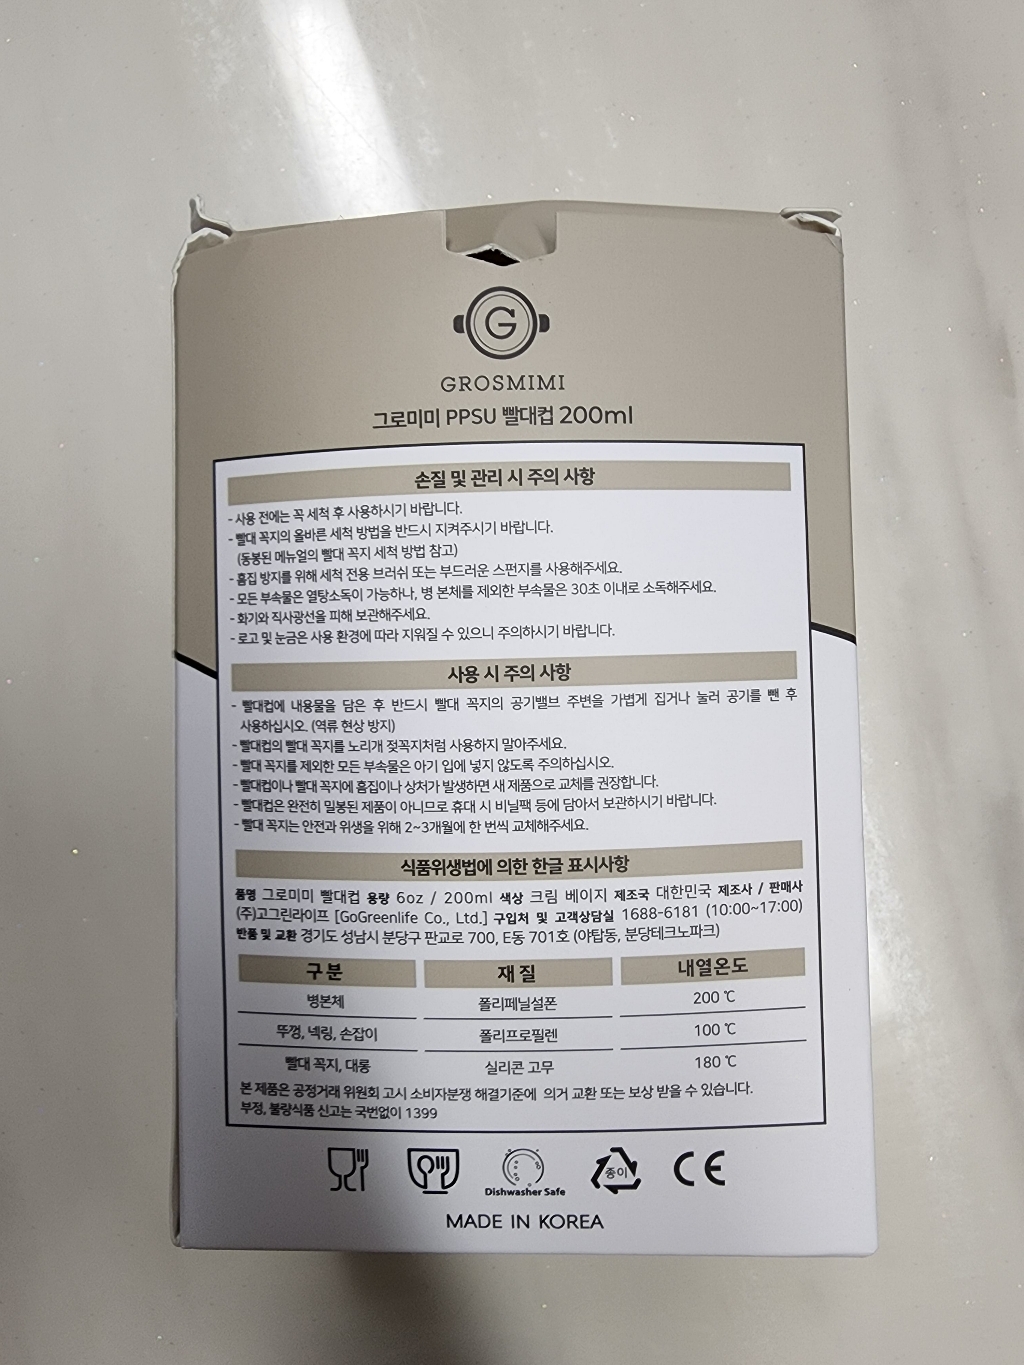 G
GROSMIMI
그로미미 PPSU 빨대컵 200ml
손질 및 관리 시 주의 사항
- 사용 전에는 꼭 세척 후 사용하시기 바랍니다.
- 빨대 꼭지의 올바른 세척 방법을 반드시 지켜주시기 바랍니다.
(동봉된 메뉴얼의 빨대 꼭지 세척 방법 참고)
- 흠집 방지를 위해 세척 전용 브러쉬 또는 부드러운 스펀지를 사용해주세요.
- 모든 부속물은 열탕소독이 가능하나, 병 본체를 제외한 부속물은 30초 이내로 소독해주세요.
- 화기와 직사광선을 피해 보관해주세요.
- 로고 및 눈금은 사용 환경에 따라 지워질 수 있으니 주의하시기 바랍니다.
사용 시 주의 사항
- 빨대컵에 내용물을 담은 후 반드시 빨대 꼭지의 공기밸브 주변을 가볍게 집거나 눌러 공기를 뺀 후
사용하십시오. (역류 현상 방지)
- 빨대컵의 빨대 꼭지를 노리개 젖꼭지처럼 사용하지 말아주세요.
- 빨대 꼭지를 제외한 모든 부속물은 아기 입에 넣지 않도록 주의하십시오.
- 빨대컵이나 빨대 꼭지에 흠집이나 상처가 발생하면 새 제품으로 교체를 권장합니다.
- 빨대컵은 완전히 밀봉된 제품이 아니므로 휴대 시 비닐팩 등에 담아서 보관하시기 바랍니다.
- 빨대 꼭지는 안전과 위생을 위해 2~3개월에 한 번씩 교체해주세요.
식품위생법에 의한 한글 표시사항
품명 그로미미 빨대컵 용량 6oz / 200ml 색상 크림 베이지 제조국 대한민국 제조사 / 판매사
(주)고그린라이프 [GoGreenlife Co., Ltd.] 구입처 및 고객상담실 1688-6181 (10:00~17:00)
반품 및 교환 경기도 성남시 분당구 판교로 700, E동 701호 (야탑동, 분당테크노파크)
구분 재질 내열온도
병본체 폴리페닐설폰 200 ℃
뚜껑, 넥링, 손잡이 폴리프로필렌 100 ℃
빨대 꼭지, 대롱 실리콘 고무 180 ℃
본 제품은 공정거래 위원회 고시 소비자분쟁 해결기준에 의거 교환 또는 보상 받을 수 있습니다.
부정, 불량식품 신고는 국번없이 1399
Dishwasher Safe
종이
CE
MADE IN KOREA